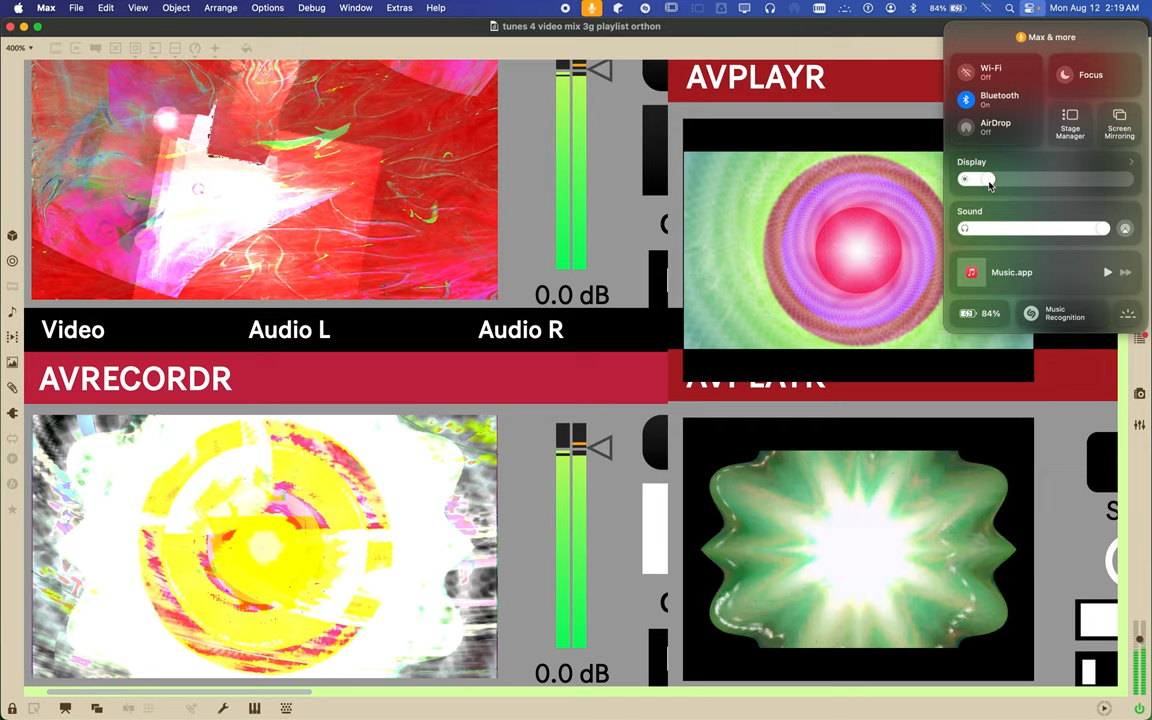 Max File Edit View Object Arrange Options Debug Window Extras Help
84% Mon Aug 12 2:19 AM
tunes 4 video mix 3g playlist orthon
400%
Max & more
Wi-Fi
Off
Bluetooth
On
AirDrop
Off
Focus
Stage
Manager
Screen
Mirroring
Display
Sound
Music.app
84%
Music
Recognition
AVPLAYR
0.0 dB
Video Audio L Audio R
AVRECORDR
AVPLAYR
0.0 dB